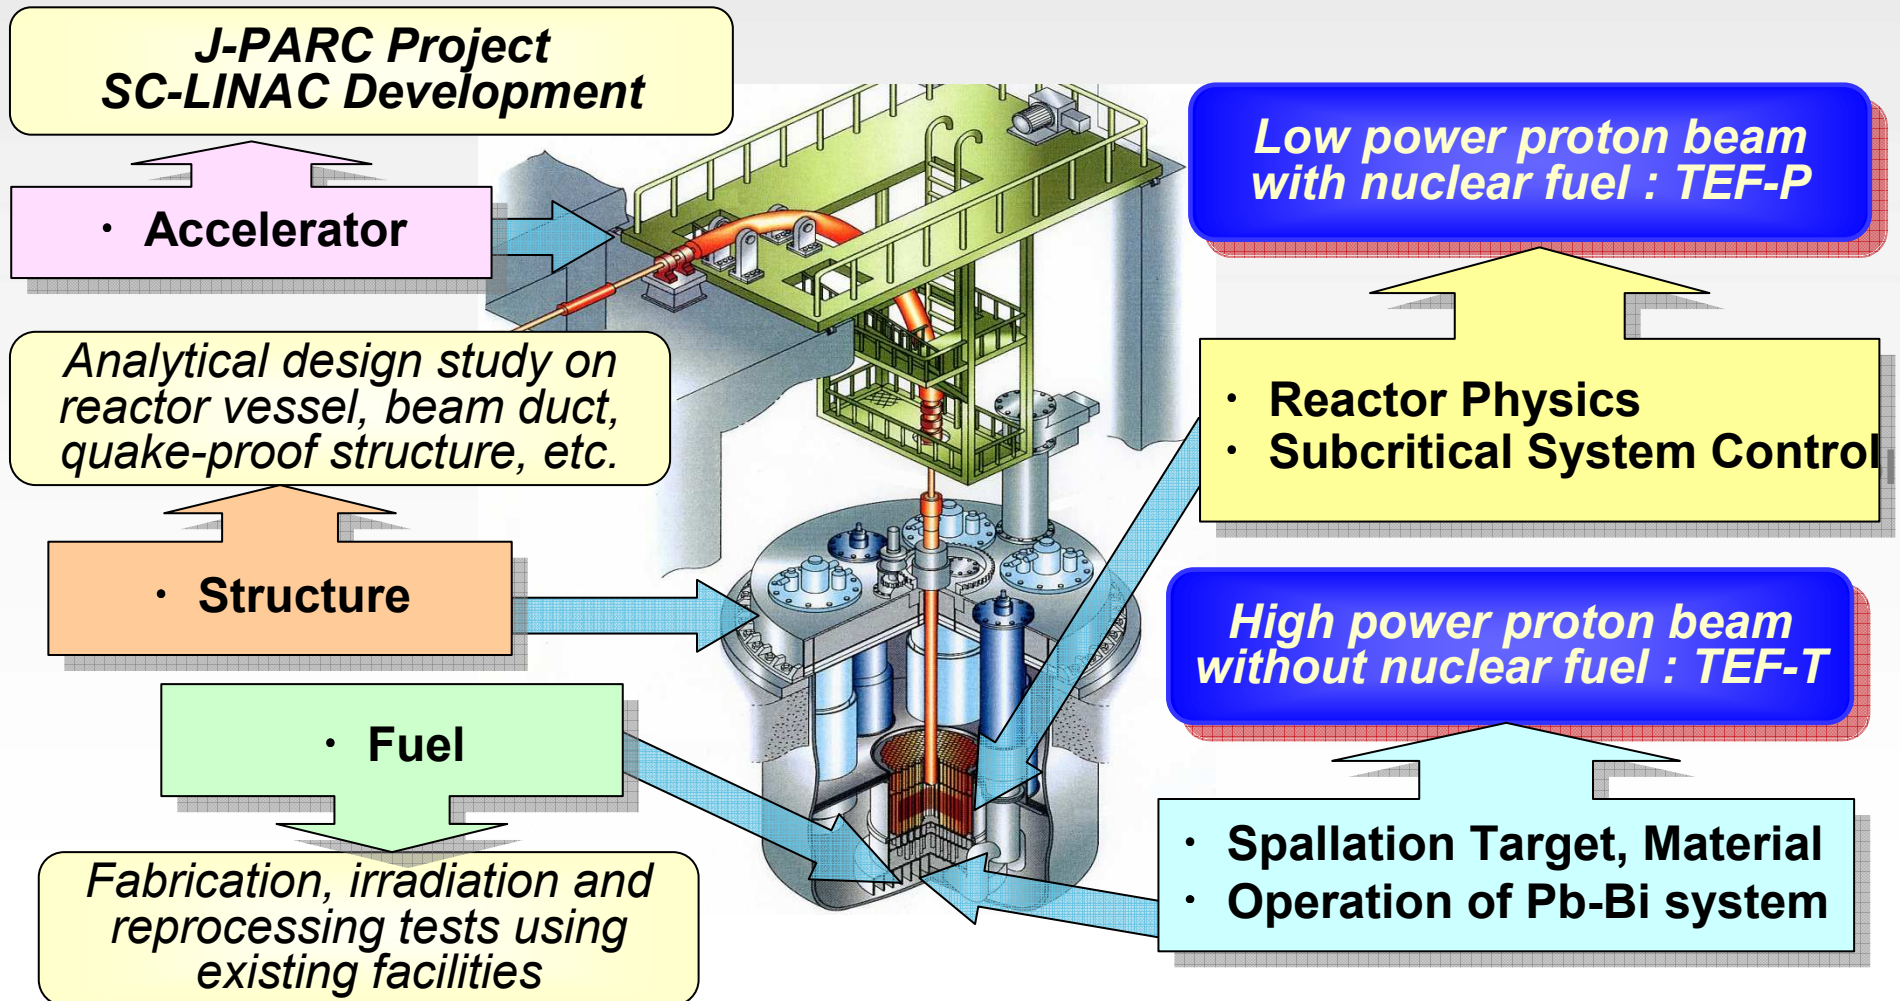 J-PARC Project
SC-LINAC Development
・ Accelerator
Analytical design study on
reactor vessel, beam duct,
quake-proof structure, etc.
・ Structure
・ Fuel
Fabrication, irradiation and
reprocessing tests using
existing facilities
Low power proton beam
with nuclear fuel : TEF-P
・ Reactor Physics
・ Subcritical System Control
High power proton beam
without nuclear fuel : TEF-T
・ Spallation Target, Material
・ Operation of Pb-Bi system